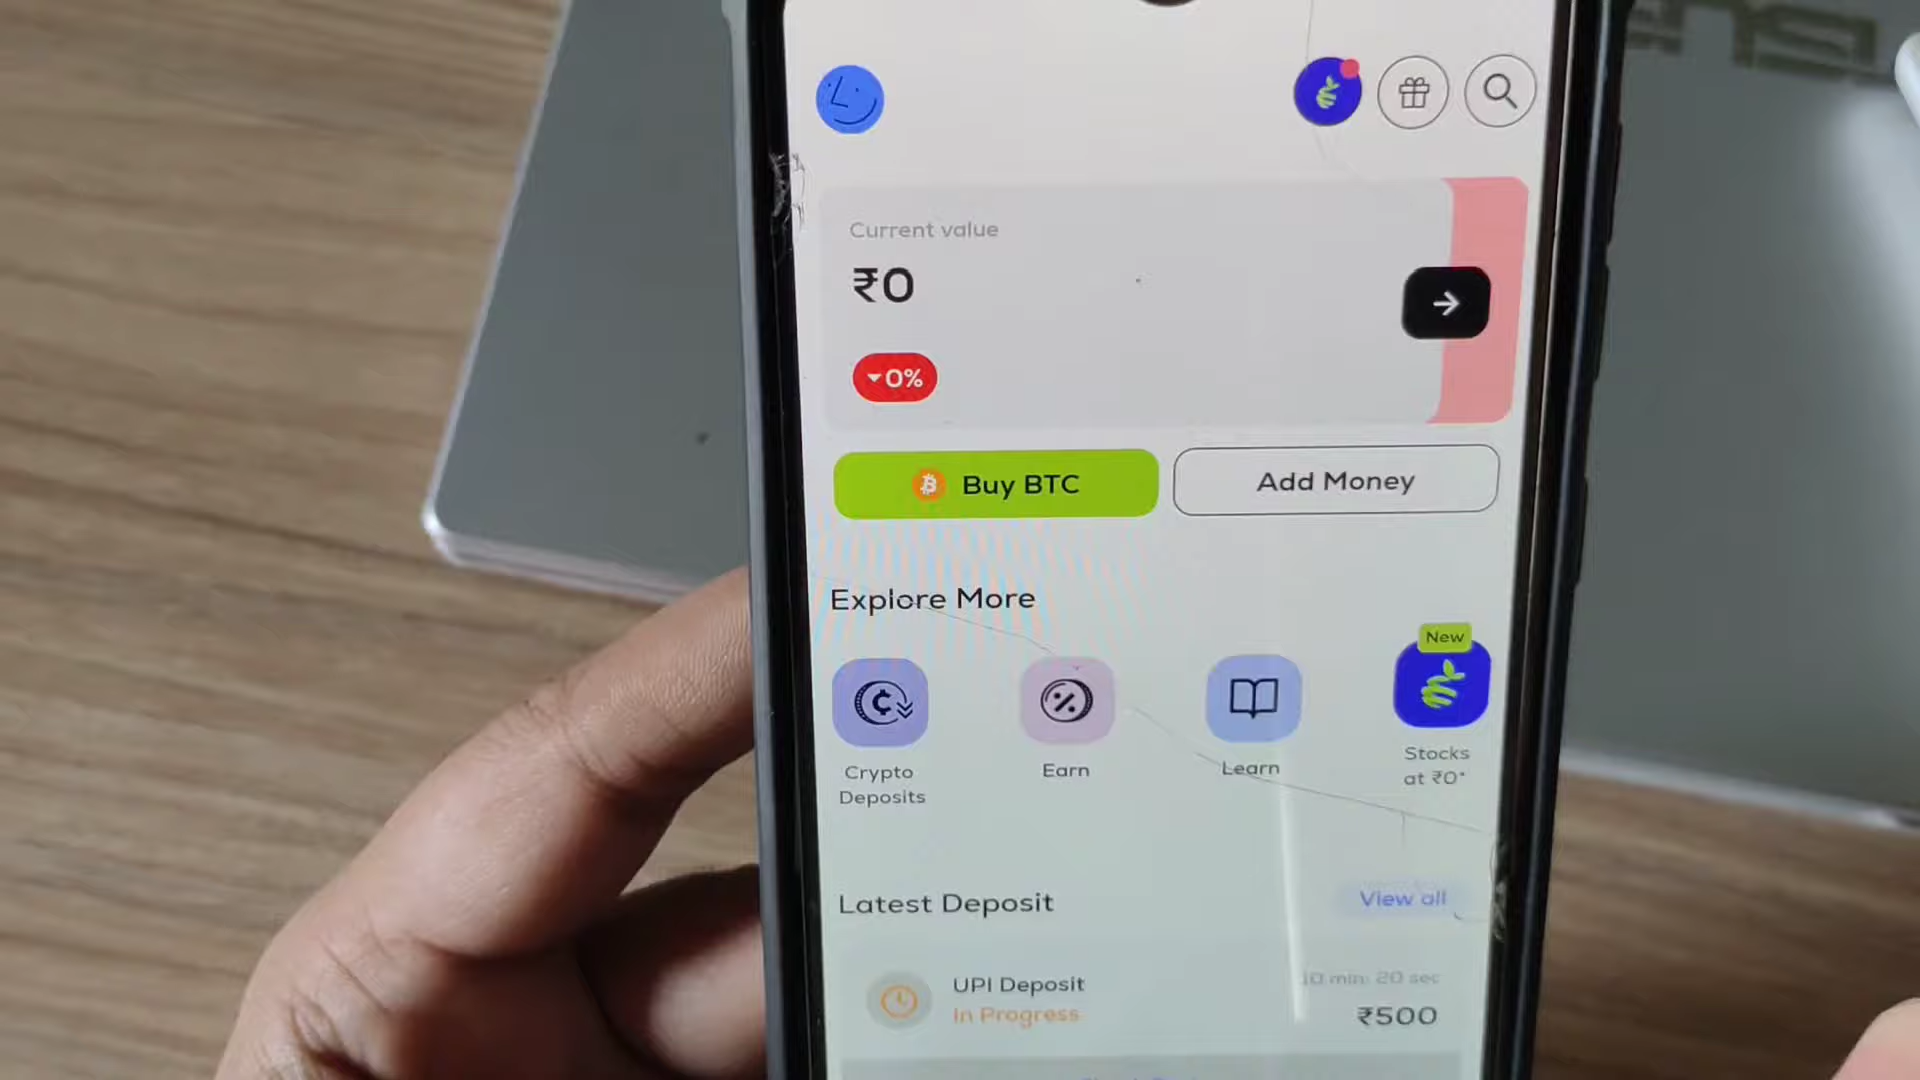 Current value
₹0
0%
Buy BTC
Add Money
Explore More
New
Crypto
Deposits
Earn
Learn
Stocks
at ₹0*
Latest Deposit
View all
UPI Deposit
10 min: 20 sec
In Progress
₹500